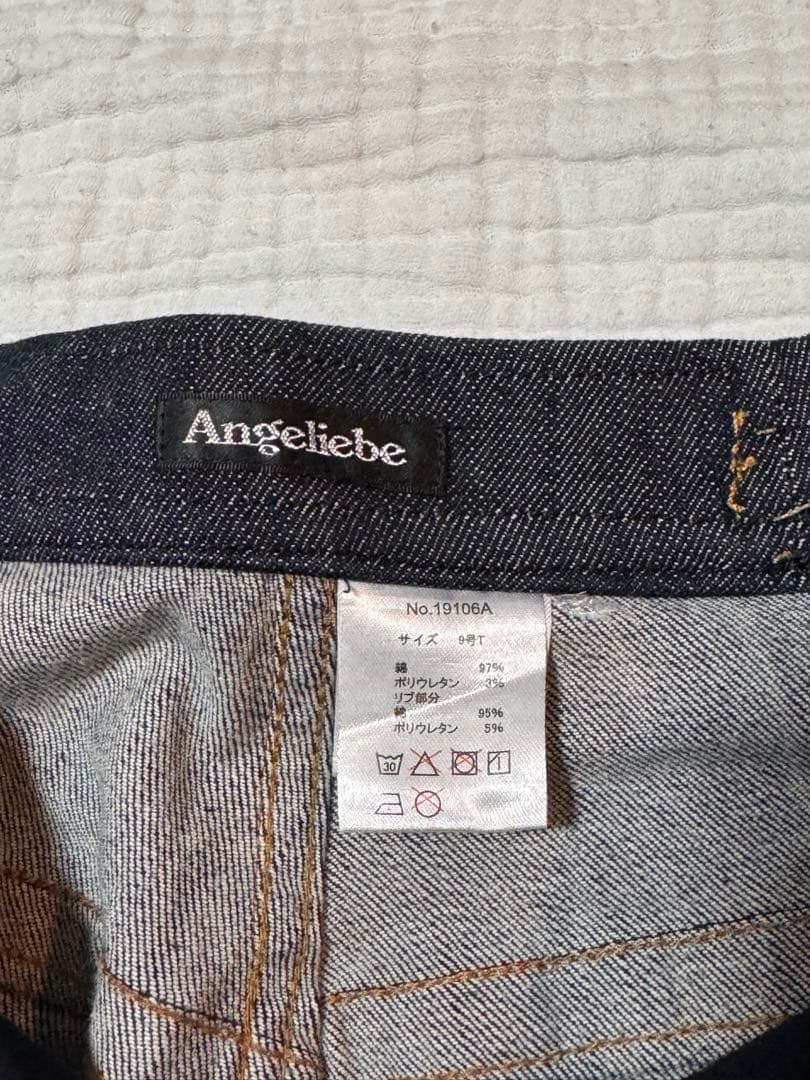 Angeliebe
No.19106A
サイズ 9号T
綿 97%
ポリウレタン 3%
リブ部分
綿 95%
ポリウレタン 5%
30